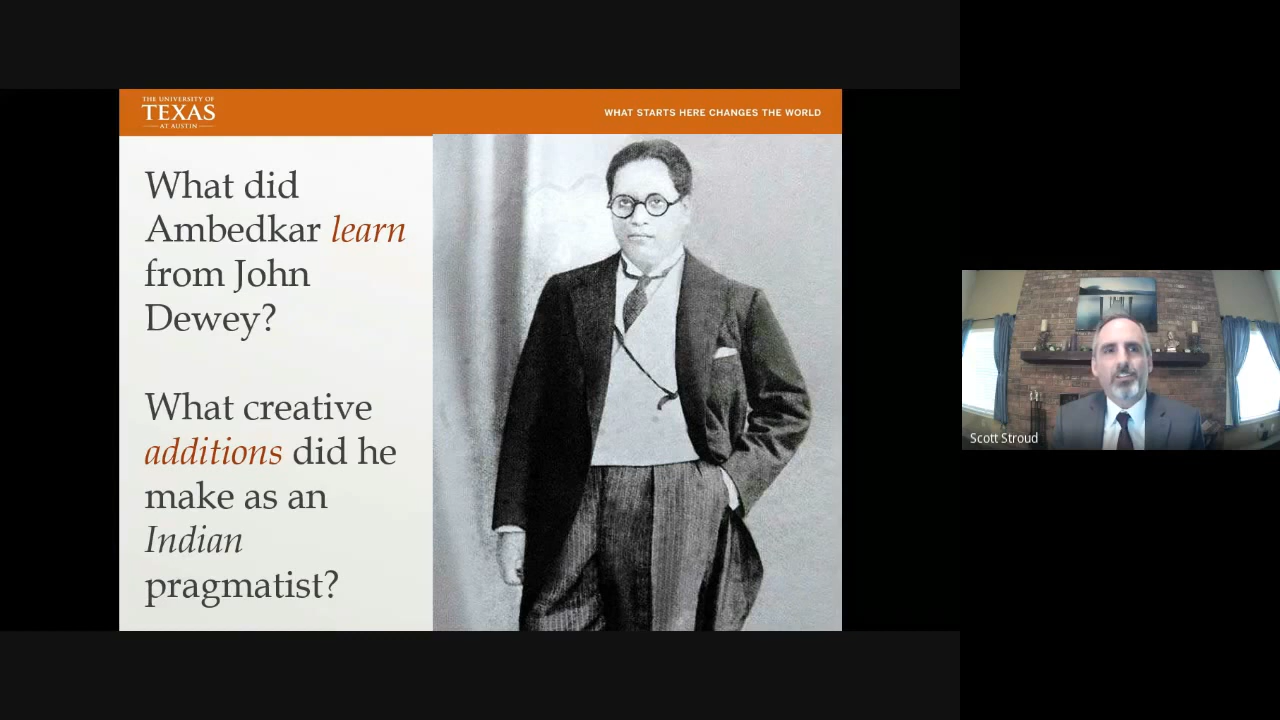 THE UNIVERSITY OF
TEXAS
AT AUSTIN
WHAT STARTS HERE CHANGES THE WORLD
What did
Ambedkar learn
from John
Dewey?
What creative
additions did he
make as an
Indian
pragmatist?
Scott Stroud